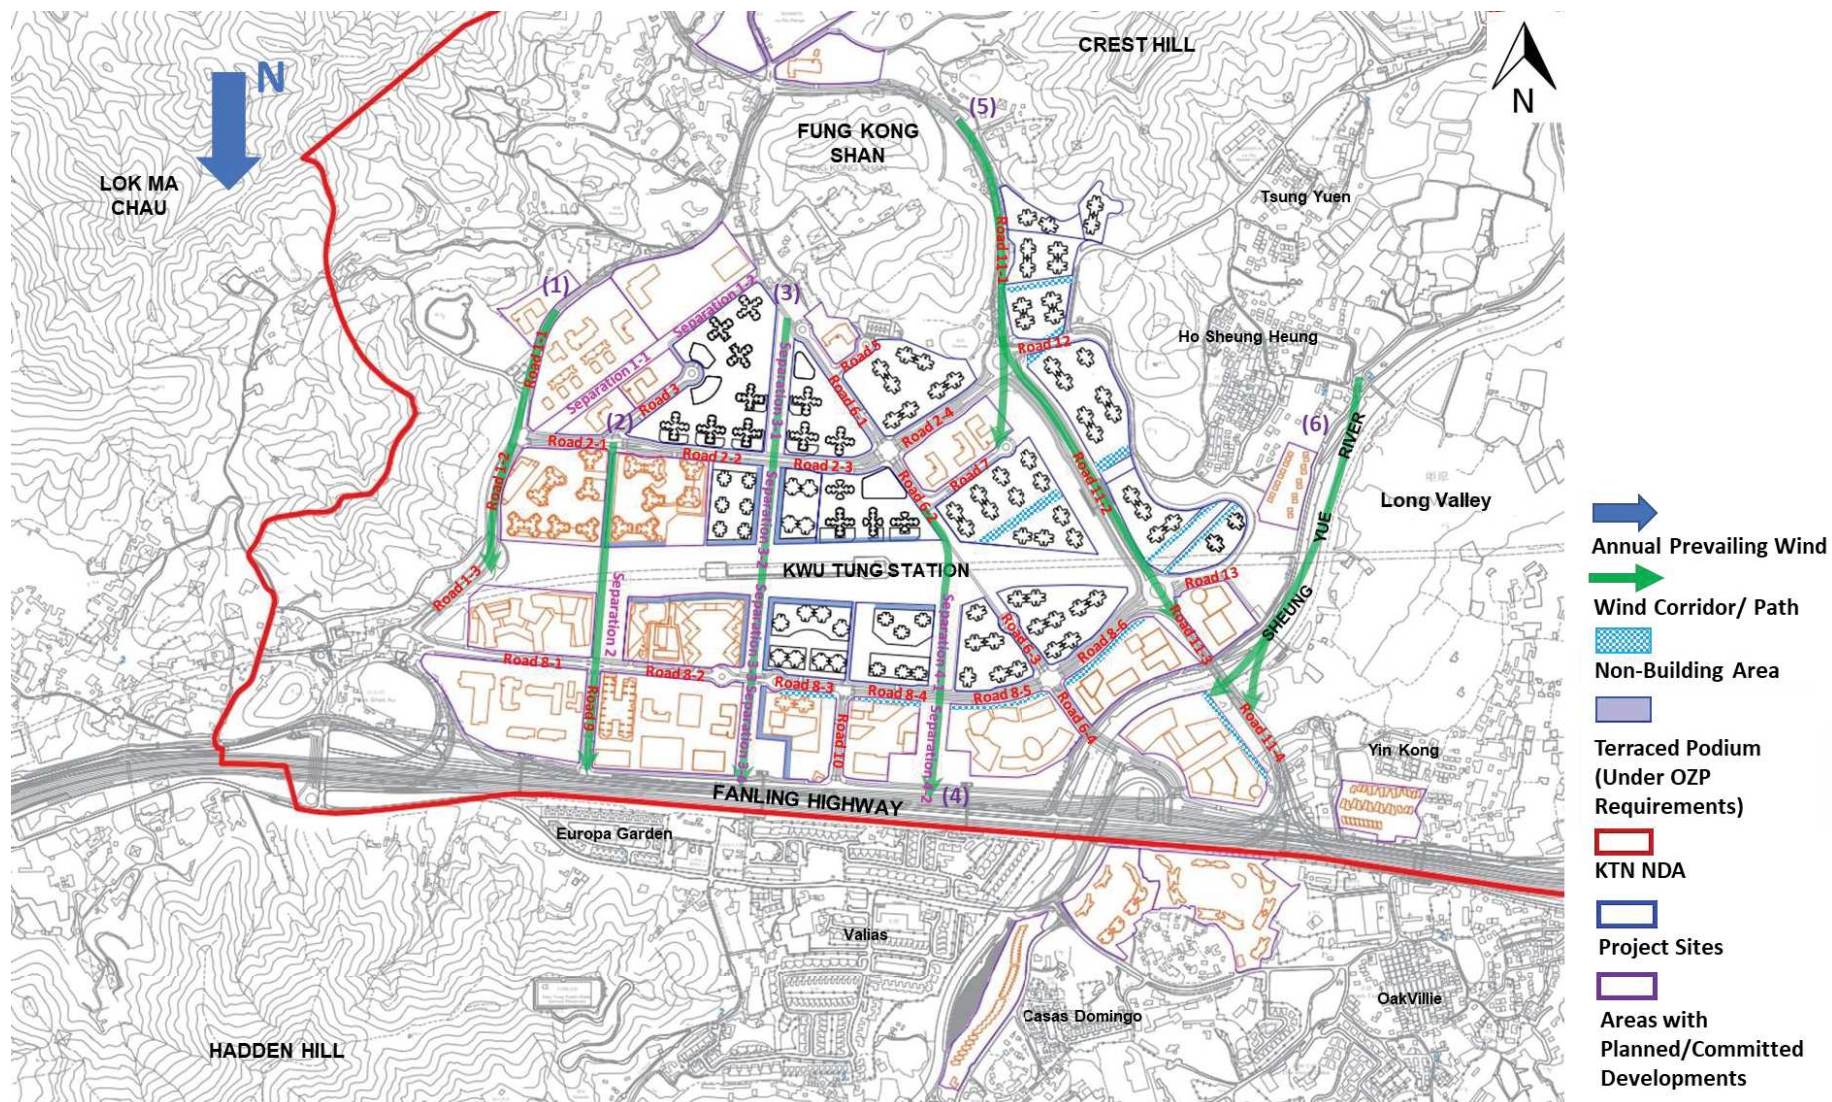 CREST HILL
N
(5)
N
FUNG KONG
SHAN
FUNG KONG SHAN
LOK MA
CHAU
Tsung Yuen
Road 11-1
(1)
(3)
Separation 1-2
Ho Sheung Heung
Road 12
Road 5
Road 1-1
Separation 1-1
Road 3
Separation 3-1
Road 6-1
(2)
(6)
RIVER
Road 2-4
Road 2-1
Road 2-2
Road 2-3
Road 7
Road 1-2
Road 6-2
Road 11-2
Long Valley
YUE
Separation 3-2
KWU TUNG STATION
Road 1-3
Road 13
SHEUNG
Separation 2
Separation 3-3
Separation 4-1
Road 6-3
Road 8-6
Road 11-3
Road 8-1
Road 8-2
Road 8-3
Road 8-4
Road 8-5
Road 9
Road 10
Road 6-4
Road 11-4
Separation 3-4
Separation 4-2
Yin Kong
FANLING HIGHWAY
(4)
Europa Garden
Valias
OakVillie
Casas Domingo
HADDEN HILL
Annual Prevailing Wind
Wind Corridor/ Path
Non-Building Area
Terraced Podium
(Under OZP
Requirements)
KTN NDA
Project Sites
Areas with
Planned/Committed
Developments